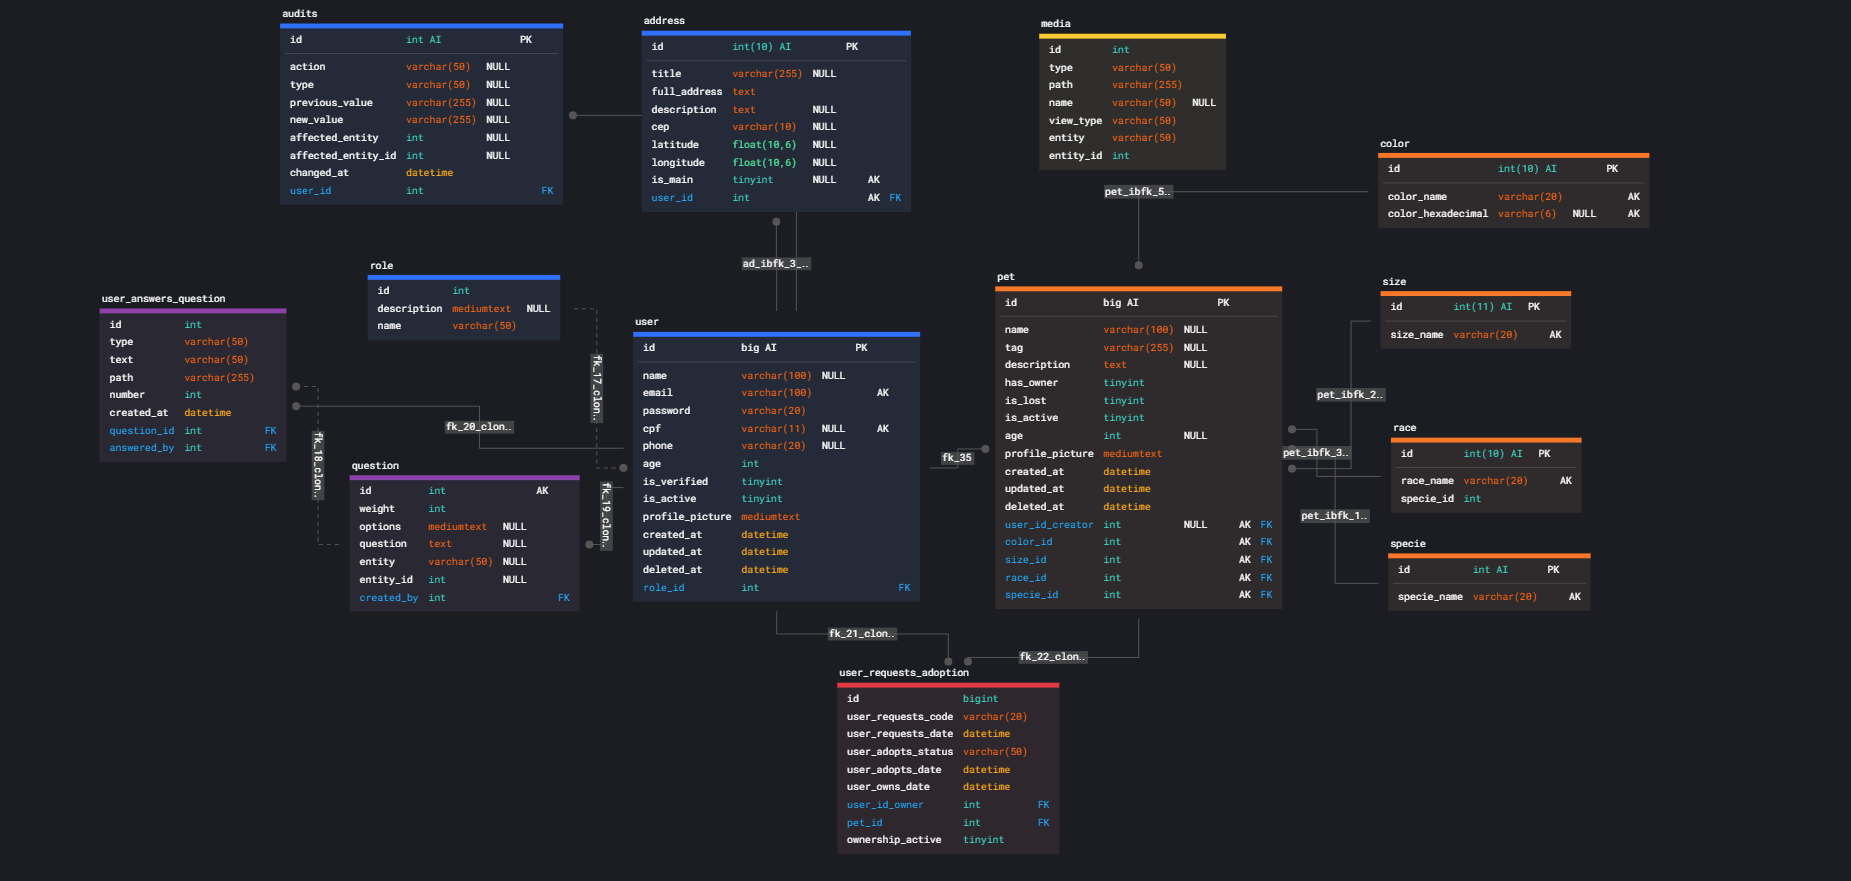 audits
id int AI PK
action varchar(50) NULL
type varchar(50) NULL
previous_value varchar(255) NULL
new_value varchar(255) NULL
affected_entity int NULL
affected_entity_id int NULL
changed_at datetime
user_id int FK
address
id int(10) AI PK
title varchar(255) NULL
full_address text
description text NULL
cep varchar(10) NULL
latitude float(10,6) NULL
longitude float(10,6) NULL
is_main tinyint NULL AK
user_id int AK FK
media
id int
type varchar(50)
path varchar(255)
name varchar(50) NULL
view_type varchar(50)
entity varchar(50)
entity_id int
color
id int(10) AI PK
color_name varchar(20) AK
color_hexadecimal varchar(6) NULL AK
pet_ibfk_5..
ad_ibfk_3_..
role
id int
description mediumtext NULL
name varchar(50)
user_answers_question
id int
type varchar(50)
text varchar(50)
path varchar(255)
number int
created_at datetime
question_id int FK
answered_by int FK
fk_17_clon..
fk_20_clon..
fk_18_clon..
fk_19_clon..
question
id int AK
weight int
options mediumtext NULL
question text NULL
entity varchar(50) NULL
entity_id int NULL
created_by int FK
user
id big AI PK
name varchar(100) NULL
email varchar(100) AK
password varchar(20)
cpf varchar(11) NULL AK
phone varchar(20) NULL
age int
is_verified tinyint
is_active tinyint
profile_picture mediumtext
created_at datetime
updated_at datetime
deleted_at datetime
role_id int FK
fk_35
pet
id big AI PK
name varchar(100) NULL
tag varchar(255) NULL
description text NULL
has_owner tinyint
is_lost tinyint
is_active tinyint
age int NULL
profile_picture mediumtext
created_at datetime
updated_at datetime
deleted_at datetime
user_id_creator int NULL AK FK
color_id int AK FK
size_id int AK FK
race_id int AK FK
specie_id int AK FK
size
id int(11) AI PK
size_name varchar(20) AK
pet_ibfk_2..
pet_ibfk_3..
pet_ibfk_1..
race
id int(10) AI PK
race_name varchar(20) AK
specie_id int
specie
id int AI PK
specie_name varchar(20) AK
fk_21_clon..
fk_22_clon..
user_requests_adoption
id bigint
user_requests_code varchar(20)
user_requests_date datetime
user_adopts_status varchar(50)
user_adopts_date datetime
user_owns_date datetime
user_id_owner int FK
pet_id int FK
ownership_active tinyint